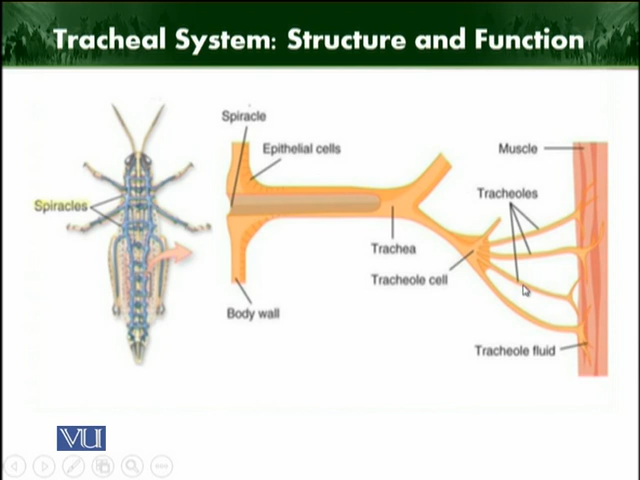 Tracheal System: Structure and Function
Spiracle
Epithelial cells
Muscle
Tracheoles
Spiracles
Trachea
Tracheole cell
Body wall
Tracheole fluid
VU